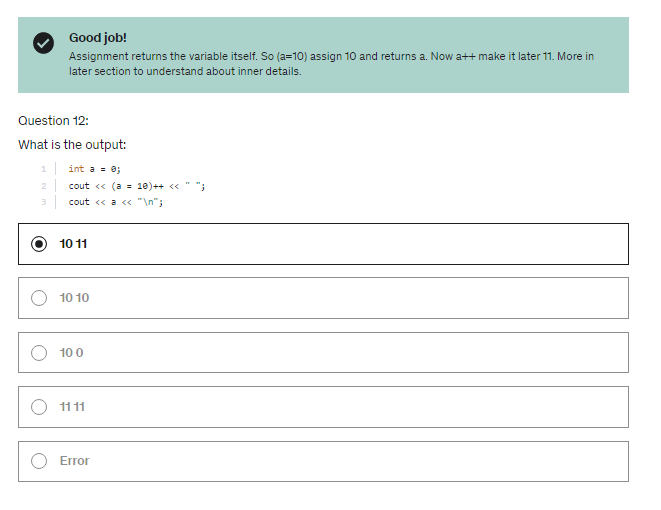 Good job!
Assignment returns the variable itself. So (a=10) assign 10 and returns a. Now a++ make it later 11. More in
later section to understand about inner details.
Question 12:
What is the output:
1 int a = 0;
2 cout << (a = 10)++ << " ";
3 cout << a << "\n";
10 11
10 10
10 0
11 11
Error